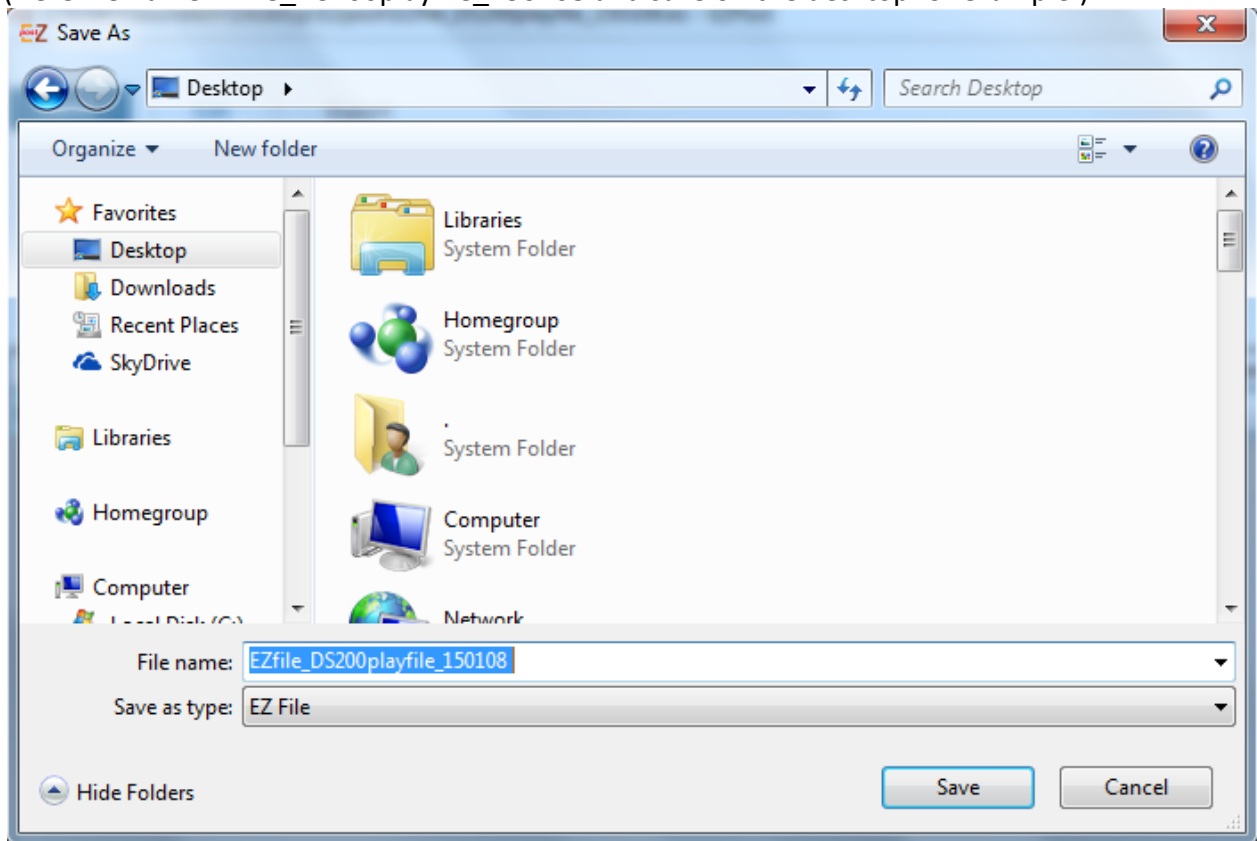 Save As
Desktop
Search Desktop
Organize
New folder
Favorites
Desktop
Downloads
Recent Places
SkyDrive
Libraries
Homegroup
Computer
Libraries
System Folder
Homegroup
System Folder
.
System Folder
Computer
System Folder
Network
File name: EZfile_DS200playfile_150108
Save as type: EZ File
Hide Folders
Save
Cancel